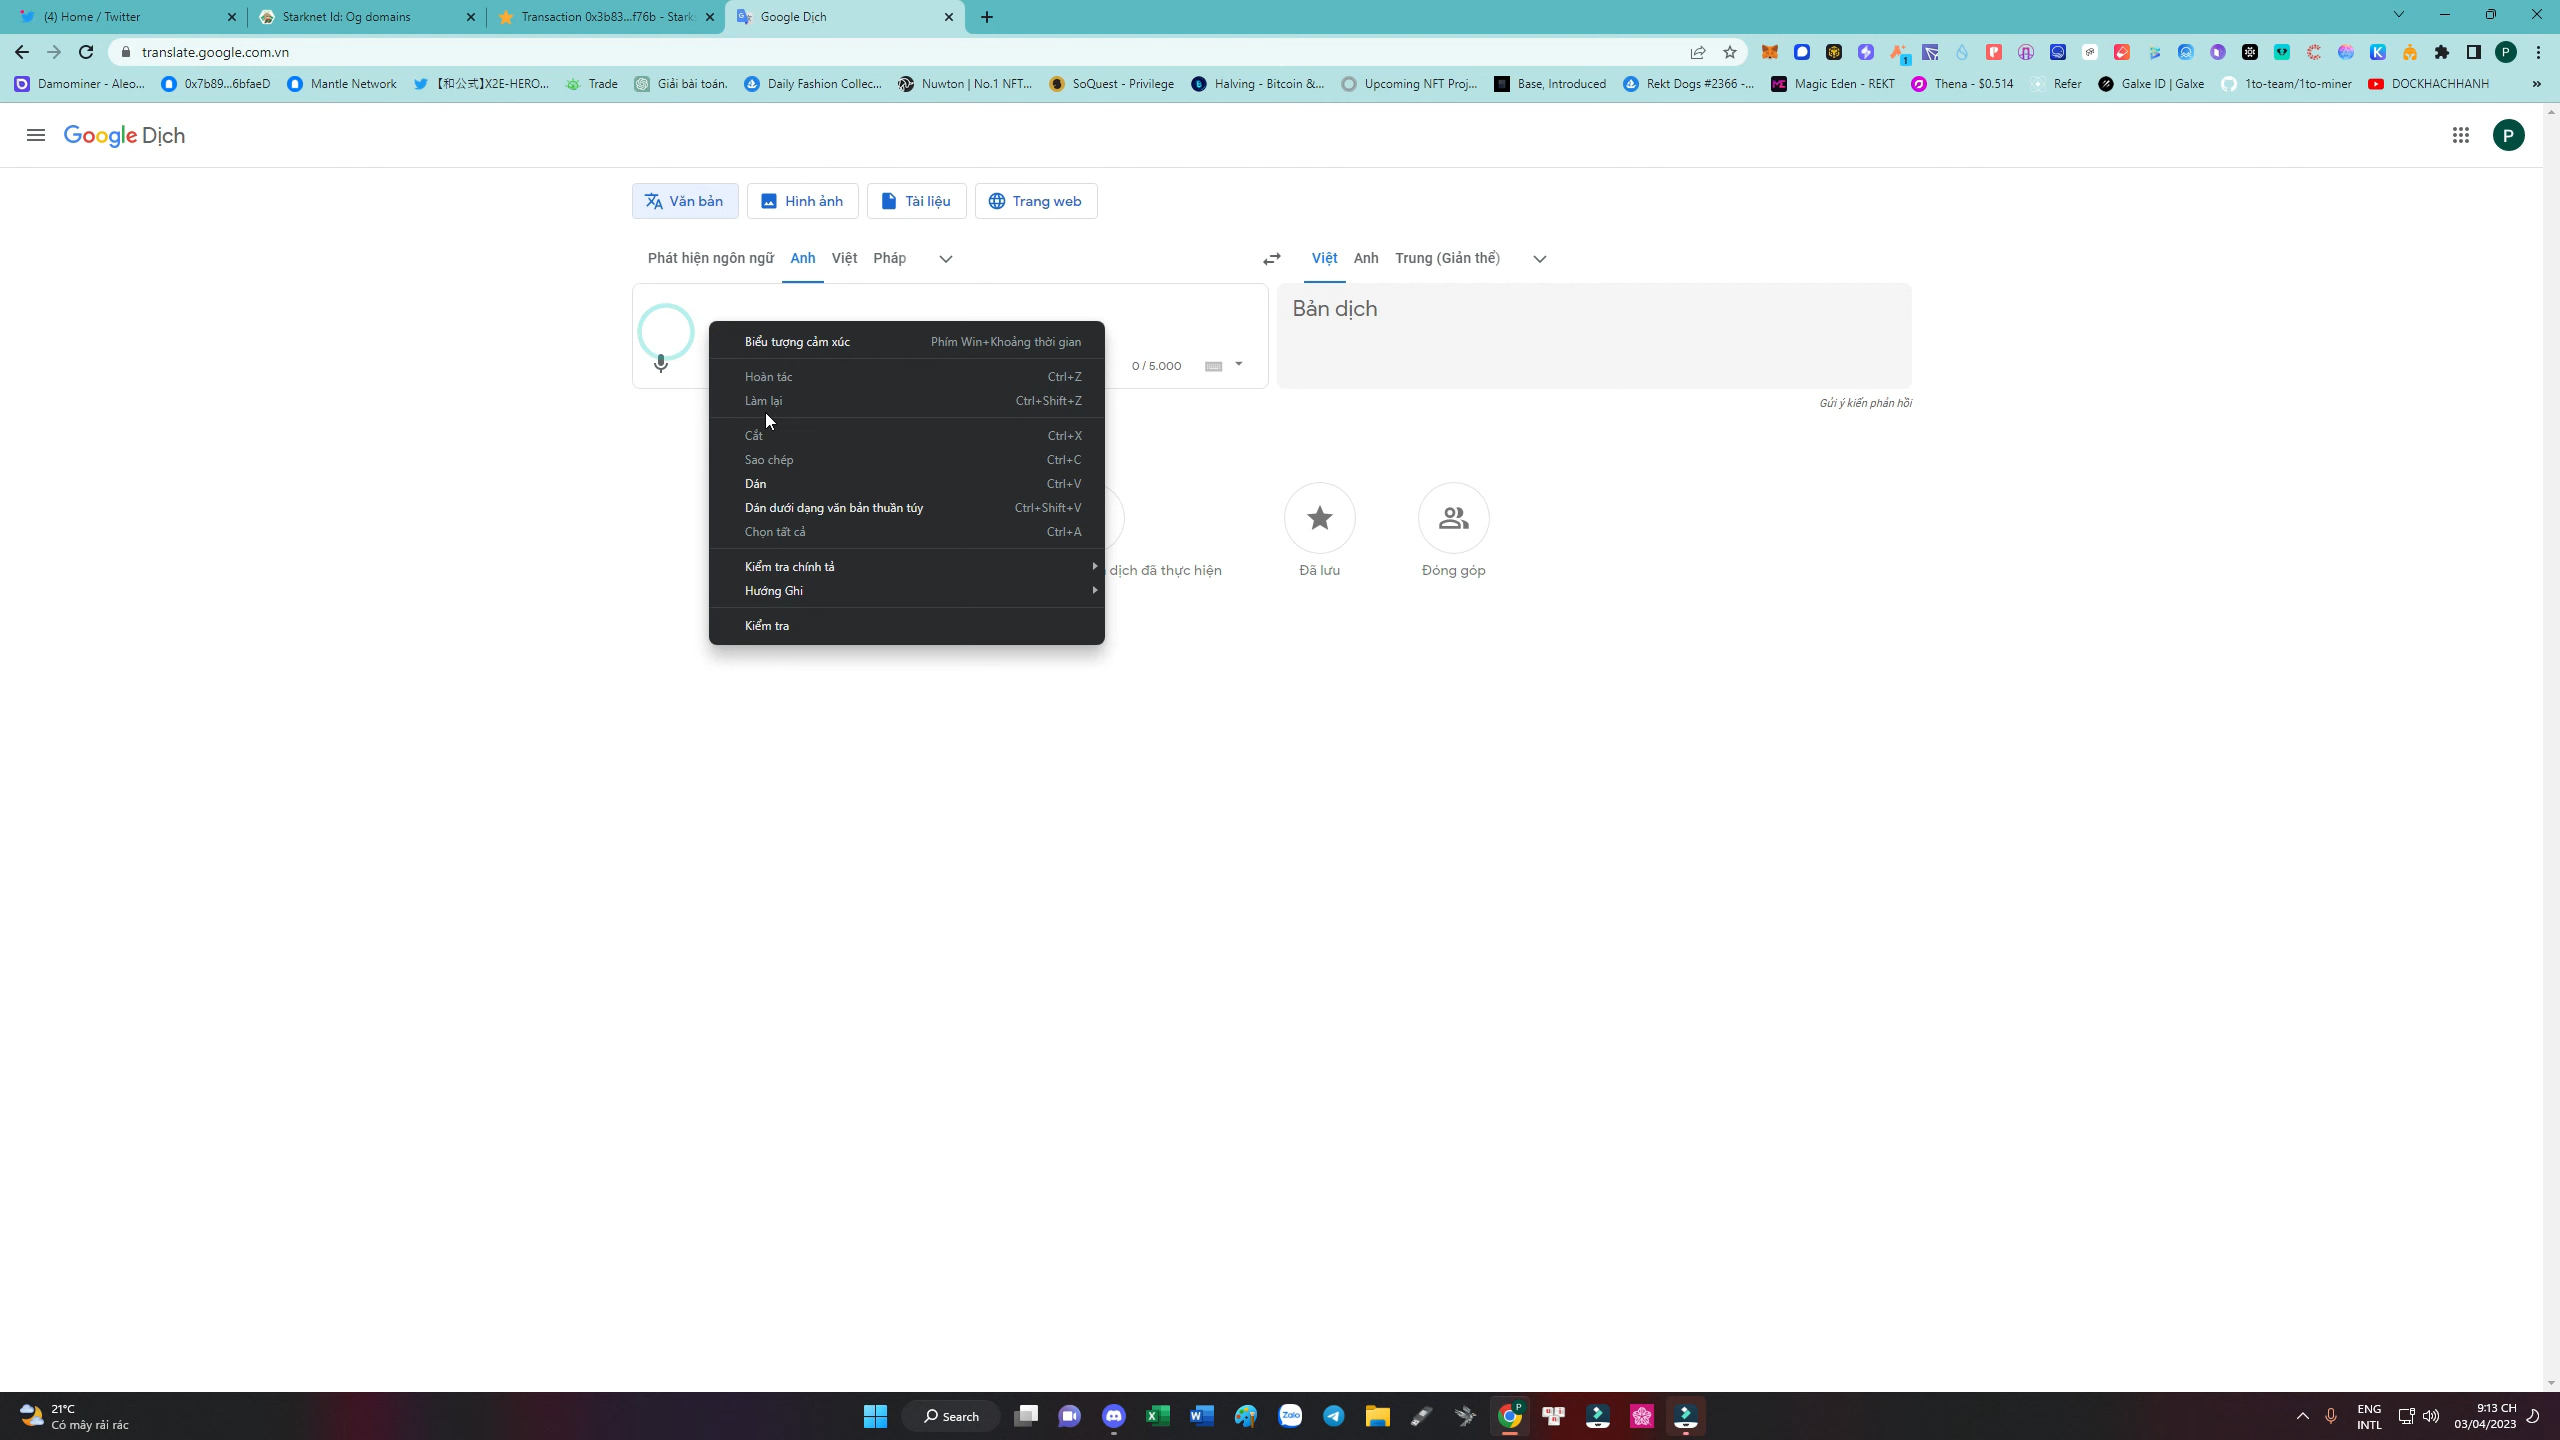 (4) Home / Twitter
Starknet Id: Og domains
Transaction 0x3b83...f76b - Stark
Google Dịch
translate.google.com.vn
Damominer - Aleo...
0x7b89...6bfaeD
Mantle Network
【和公式】X2E-HERO...
Trade
Giải bài toán.
Daily Fashion Collec...
Nuwton | No.1 NFT...
SoQuest - Privilege
Halving - Bitcoin &...
Upcoming NFT Proj...
Base, Introduced
Rekt Dogs #2366 -...
Magic Eden - REKT
Thena - $0.514
Refer
Galxe ID | Galxe
1to-team/1to-miner
DOCKHACHHANH
»
Google Dịch
P
Văn bản
Hình ảnh
Tài liệu
Trang web
Phát hiện ngôn ngữ
Anh
Việt
Pháp
Việt
Anh
Trung (Giản thể)
Bản dịch
0 / 5.000
Gửi ý kiến phản hồi
Biểu tượng cảm xúc Phím Win+Khoảng thời gian
Hoàn tác Ctrl+Z
Làm lại Ctrl+Shift+Z
Cắt Ctrl+X
Sao chép Ctrl+C
Dán Ctrl+V
Dán dưới dạng văn bản thuần túy Ctrl+Shift+V
Chọn tất cả Ctrl+A
Kiểm tra chính tả
Hướng Ghi
Kiểm tra
dịch đã thực hiện
Đã lưu
Đóng góp
21°C
Có mây rải rác
Search
Zalo
ENG
INTL
9:13 CH
03/04/2023